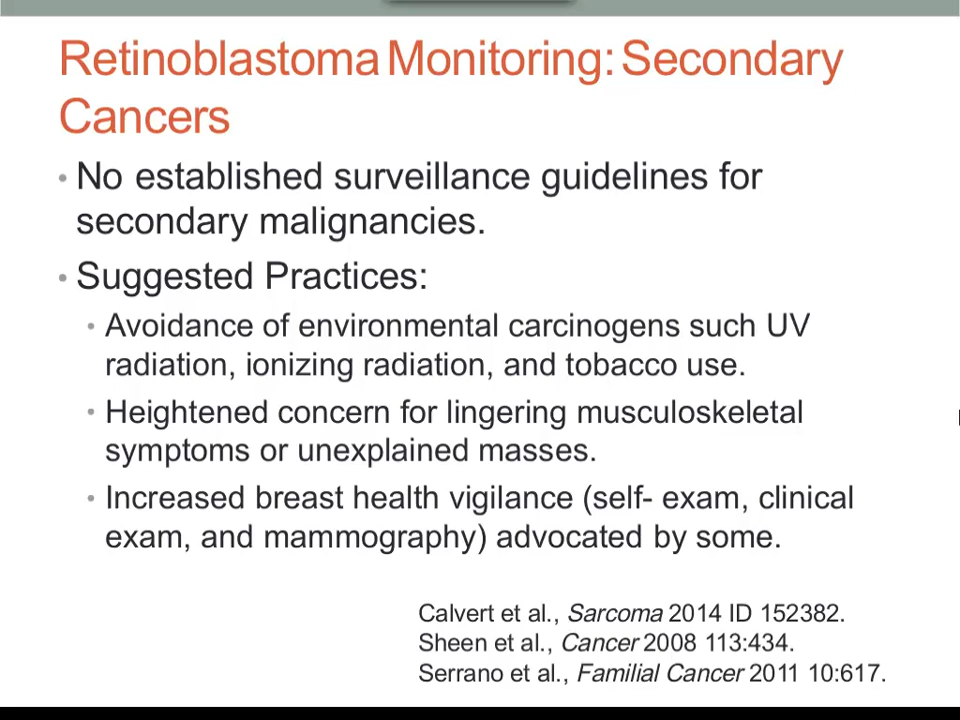 Retinoblastoma Monitoring: Secondary
Cancers
• No established surveillance guidelines for
secondary malignancies.
• Suggested Practices:
• Avoidance of environmental carcinogens such UV
radiation, ionizing radiation, and tobacco use.
• Heightened concern for lingering musculoskeletal
symptoms or unexplained masses.
• Increased breast health vigilance (self- exam, clinical
exam, and mammography) advocated by some.
Calvert et al., Sarcoma 2014 ID 152382.
Sheen et al., Cancer 2008 113:434.
Serrano et al., Familial Cancer 2011 10:617.